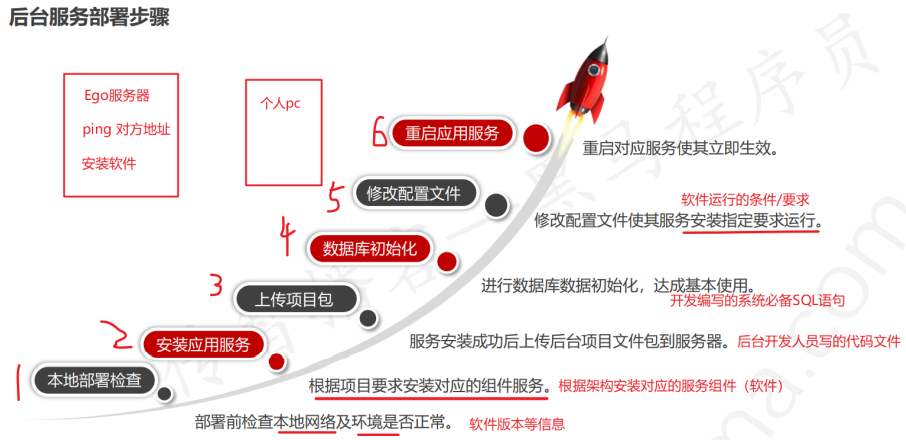 后台服务部署步骤
Ego服务器
ping 对方地址
安装软件
个人pc
6 重启应用服务
重启对应服务使其立即生效。
5 修改配置文件
软件运行的条件/要求
修改配置文件使其服务安装指定要求运行。
4 数据库初始化
进行数据库数据初始化，达成基本使用。
开发编写的系统必备SQL语句
3 上传项目包
服务安装成功后上传后台项目文件包到服务器。后台开发人员写的代码文件
2 安装应用服务
根据项目要求安装对应的组件服务。根据架构安装对应的服务组件（软件）
1 本地部署检查
部署前检查本地网络及环境是否正常。 软件版本等信息
传智播客—黑马程序员